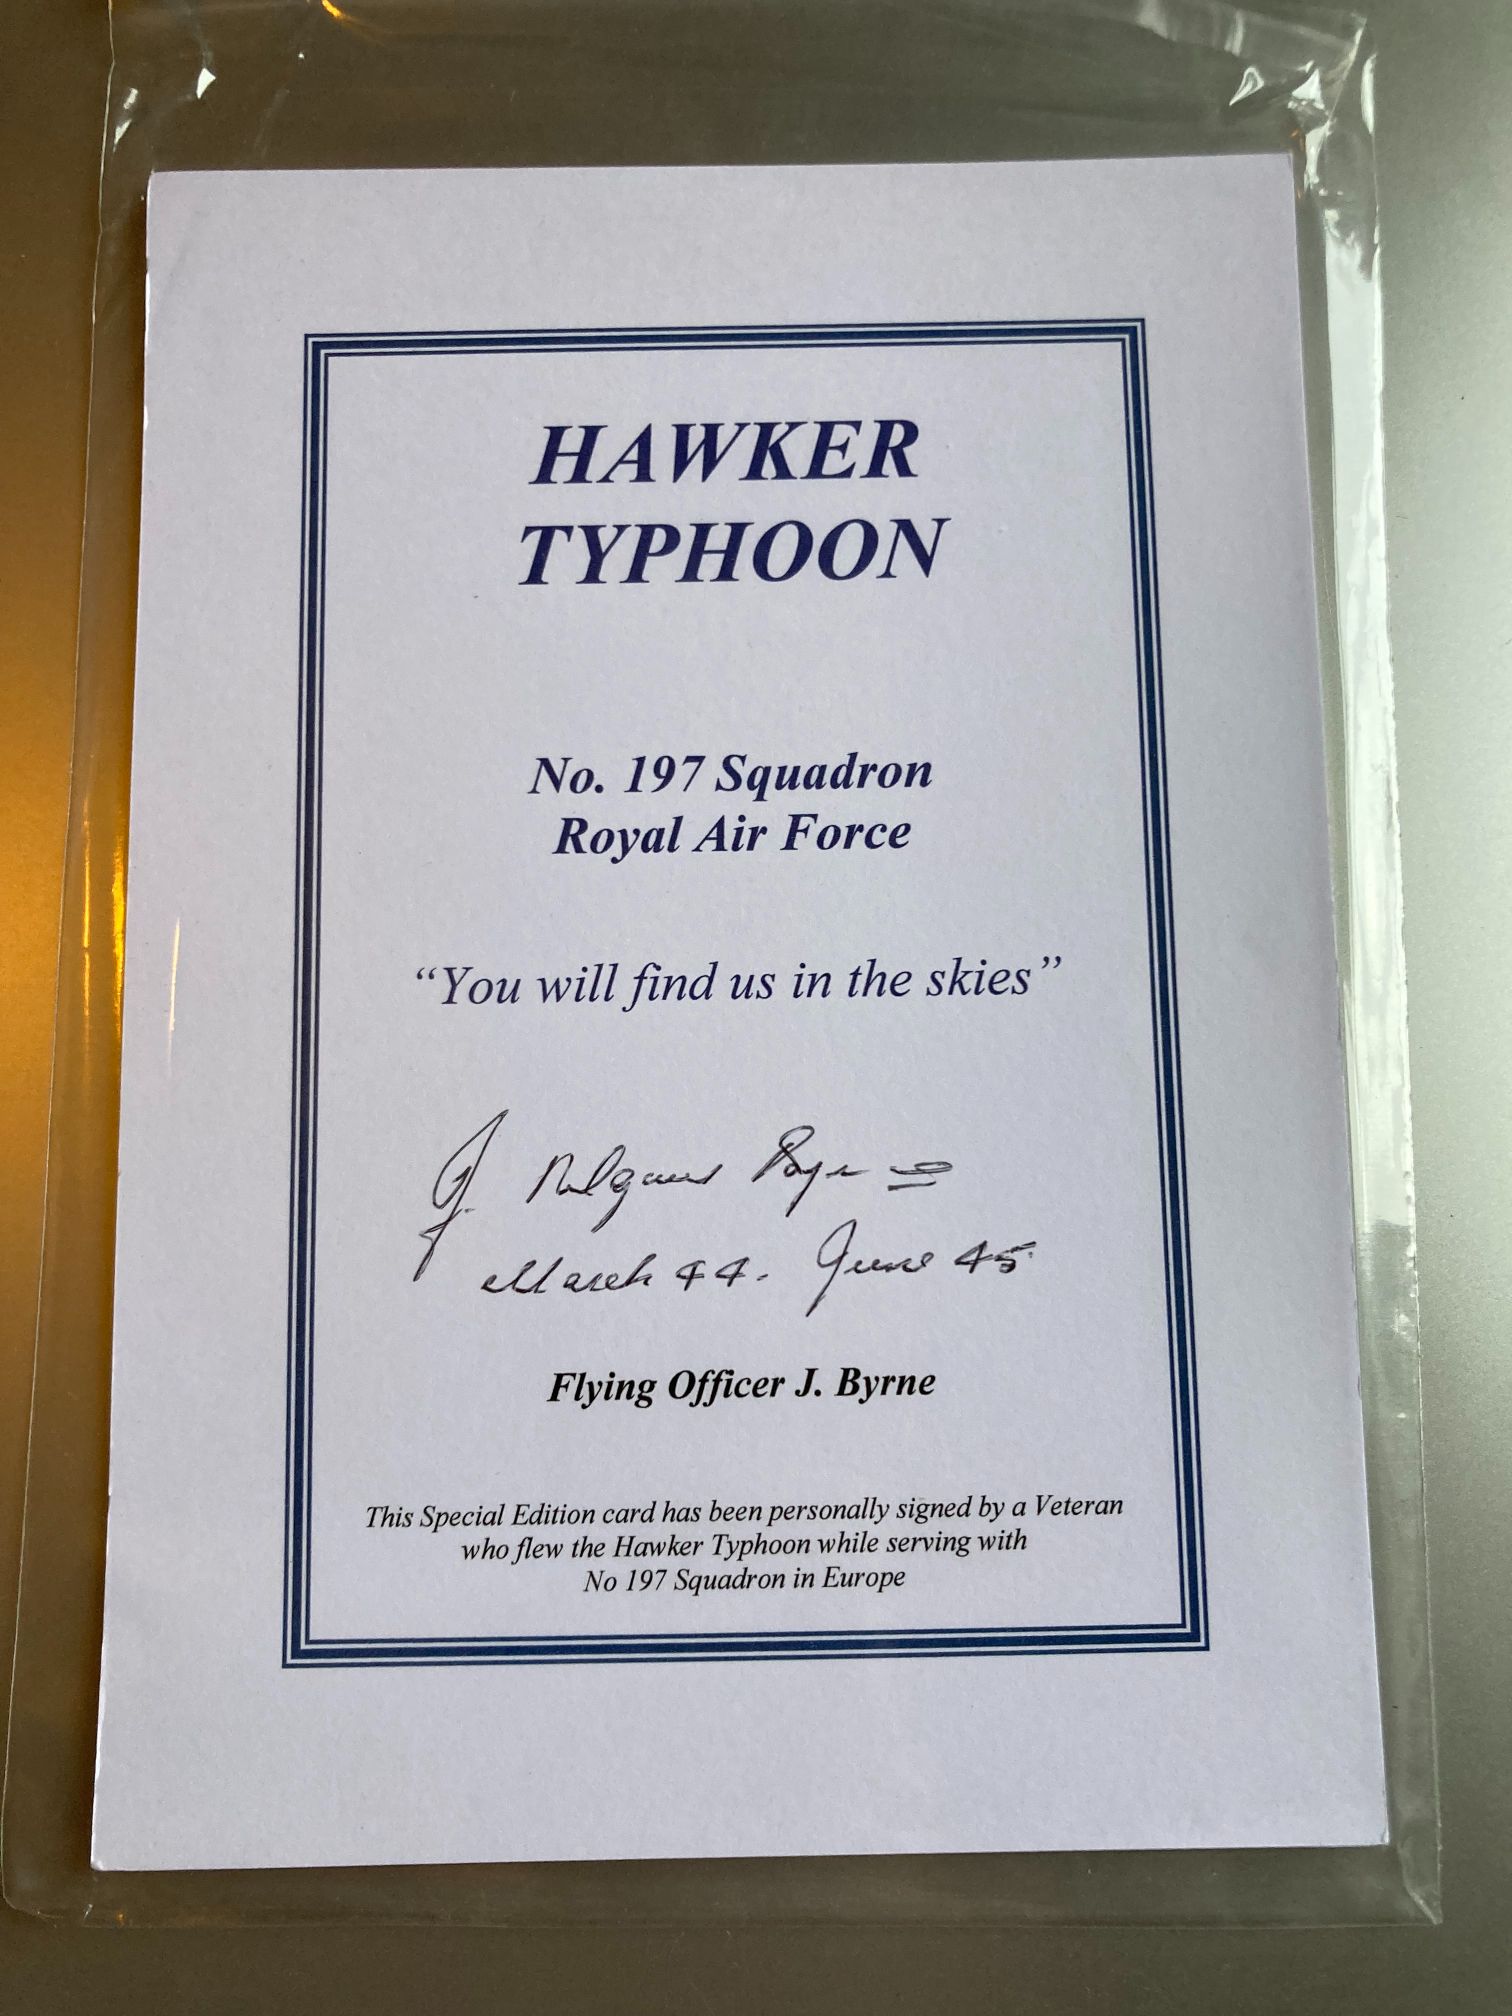 HAWKER
TYPHOON
No. 197 Squadron
Royal Air Force
“You will find us in the skies”
J. Byrne
March 44. June 45
Flying Officer J. Byrne
This Special Edition card has been personally signed by a Veteran
who flew the Hawker Typhoon while serving with
No 197 Squadron in Europe